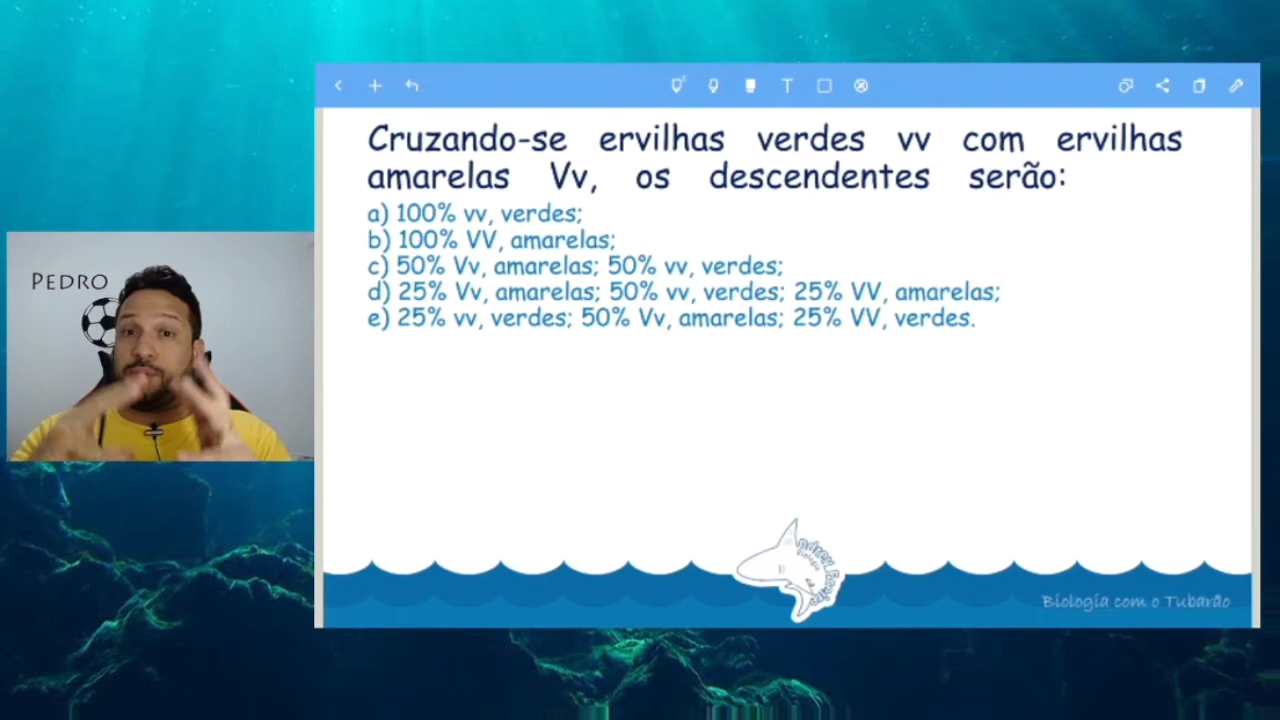 Cruzando-se ervilhas verdes vv com ervilhas
amarelas Vv, os descendentes serão:
a) 100% vv, verdes;
b) 100% VV, amarelas;
c) 50% Vv, amarelas; 50% vv, verdes;
d) 25% Vv, amarelas; 50% vv, verdes; 25% VV, amarelas;
e) 25% vv, verdes; 50% Vv, amarelas; 25% VV, verdes.
PEDRO
Biologia com o Tubarão